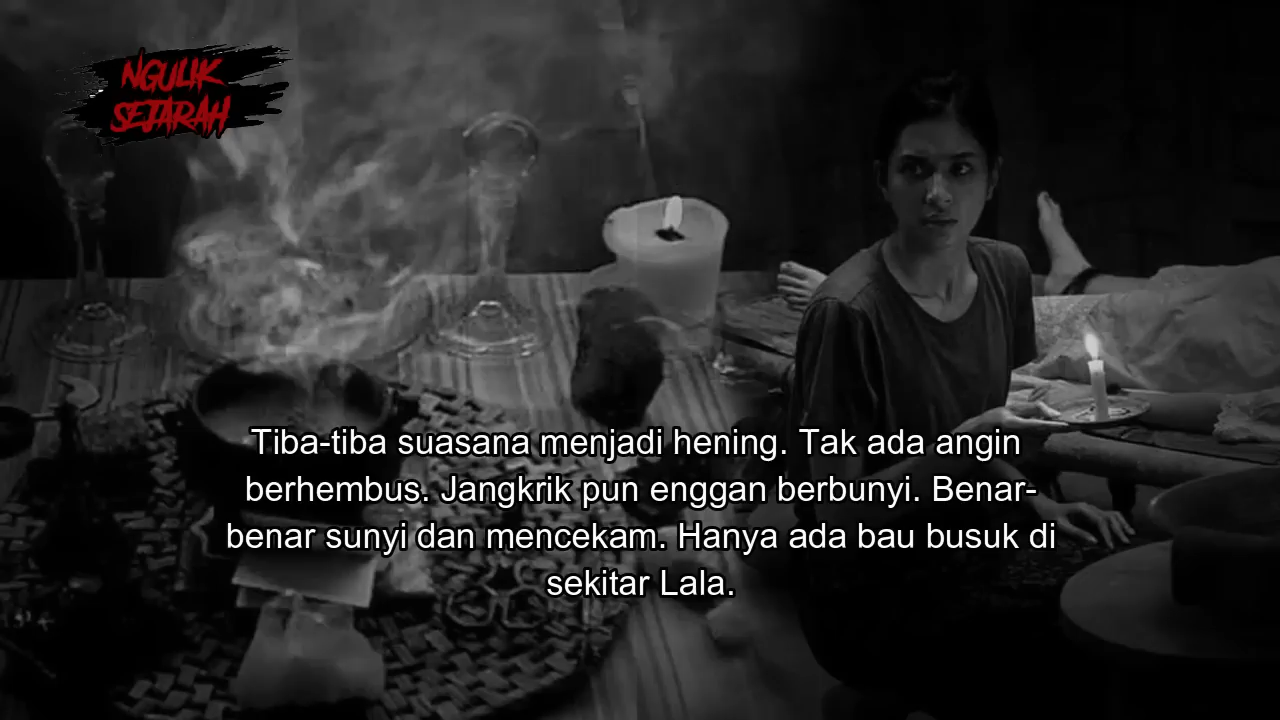 NGULIK
SEJARAH
Tiba-tiba suasana menjadi hening. Tak ada angin
berhembus. Jangkrik pun enggan berbunyi. Benar-
benar sunyi dan mencekam. Hanya ada bau busuk di
sekitar Lala.